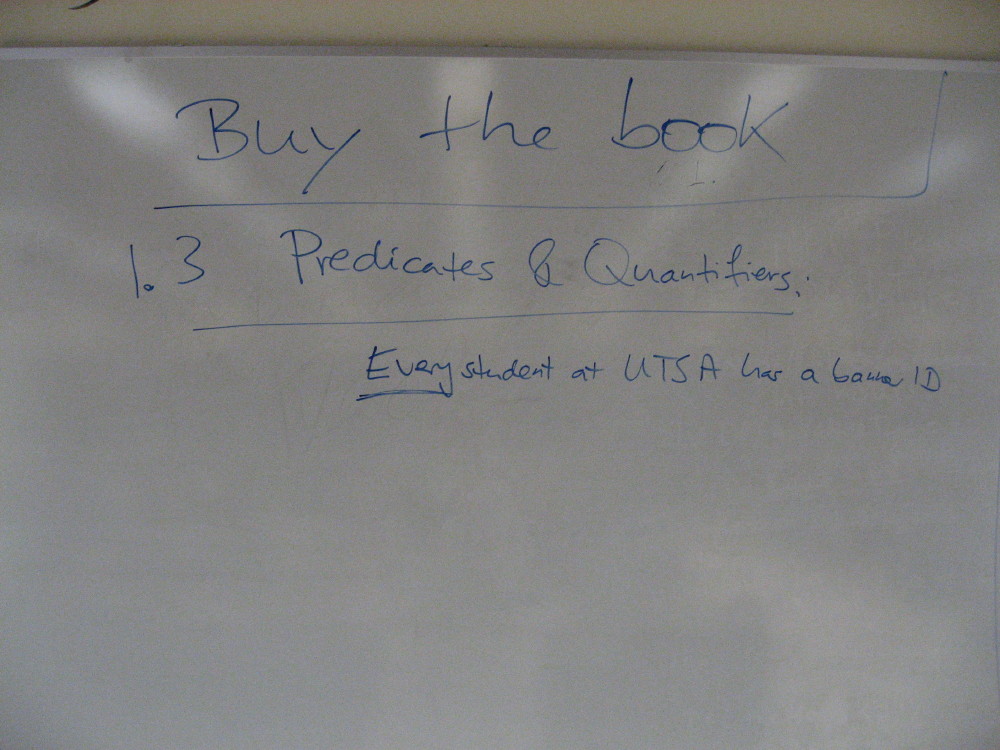 Buy the book
1.3 Predicates & Quantifiers.
Every student at UTSA has a banner ID